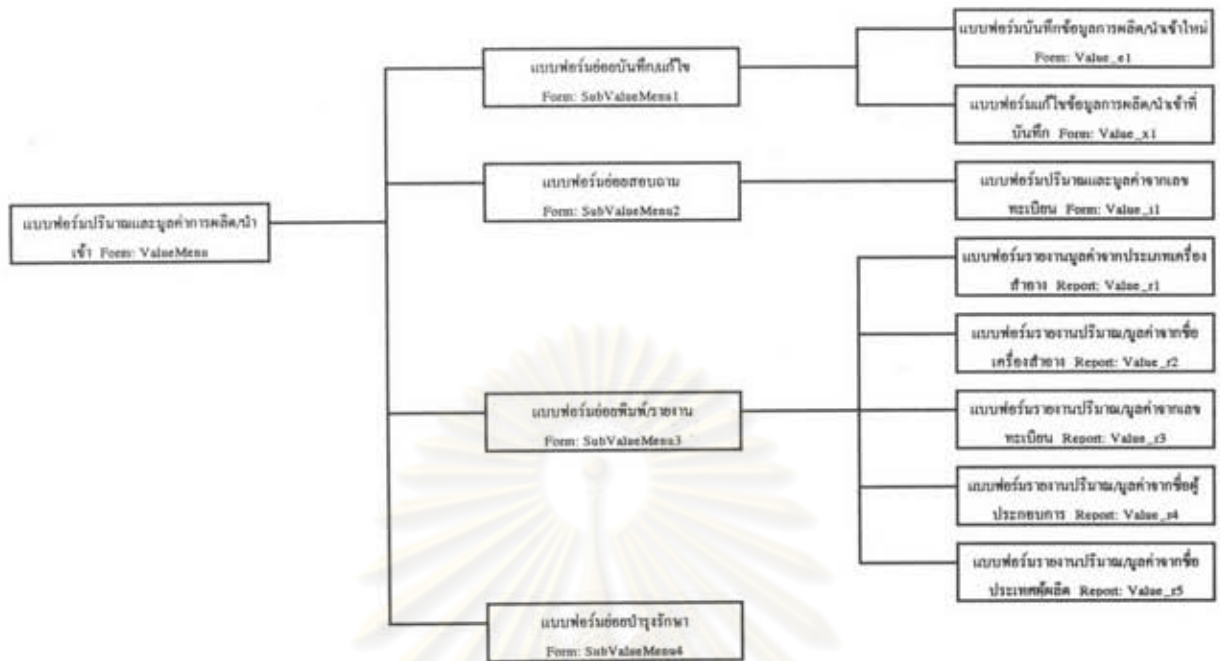 แบบฟอร์มปริมาณและมูลค่าการผลิต/นำ
เข้า Form: ValueMenu
แบบฟอร์มย่อยบันทึก/แก้ไข
Form: SubValueMenu1
แบบฟอร์มบันทึกข้อมูลการผลิต/นำเข้าใหม่
Form: Value_e1
แบบฟอร์มแก้ไขข้อมูลการผลิต/นำเข้าที่
บันทึก Form: Value_x1
แบบฟอร์มย่อยสอบถาม
Form: SubValueMenu2
แบบฟอร์มปริมาณและมูลค่าจากเลข
ทะเบียน Form: Value_i1
แบบฟอร์มย่อยพิมพ์/รายงาน
Form: SubValueMenu3
แบบฟอร์มรายงานมูลค่าจากประเภทเครื่อง
สำอาง Report: Value_r1
แบบฟอร์มรายงานปริมาณ/มูลค่าจากชื่อ
เครื่องสำอาง Report: Value_r2
แบบฟอร์มรายงานปริมาณ/มูลค่าจากเลข
ทะเบียน Report: Value_r3
แบบฟอร์มรายงานปริมาณ/มูลค่าจากชื่อผู้
ประกอบการ Report: Value_r4
แบบฟอร์มรายงานปริมาณ/มูลค่าจากชื่อ
ประเทศผู้ผลิต Report: Value_r5
แบบฟอร์มย่อยบำรุงรักษา
Form: SubValueMenu4